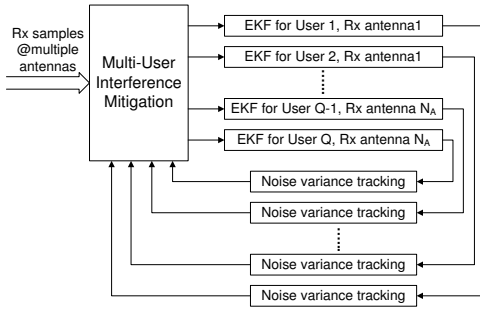 Rx samples
@multiple
antennas
Multi-User
Interference
Mitigation
EKF for User 1, Rx antenna1
EKF for User 2, Rx antenna1
EKF for User Q-1, Rx antenna NA
EKF for User Q, Rx antenna NA
Noise variance tracking
Noise variance tracking
Noise variance tracking
Noise variance tracking